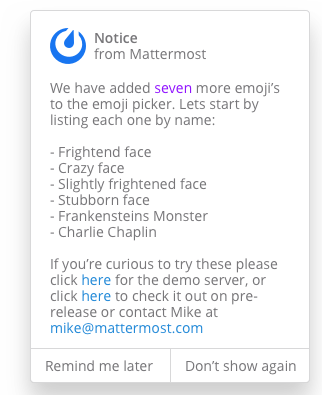 Notice
from Mattermost
We have added seven more emoji's
to the emoji picker. Lets start by
listing each one by name:
- Frightend face
- Crazy face
- Slightly frightened face
- Stubborn face
- Frankensteins Monster
- Charlie Chaplin
If you're curious to try these please
click here for the demo server, or
click here to check it out on pre-
release or contact Mike at
mike@mattermost.com
Remind me later
Don't show again